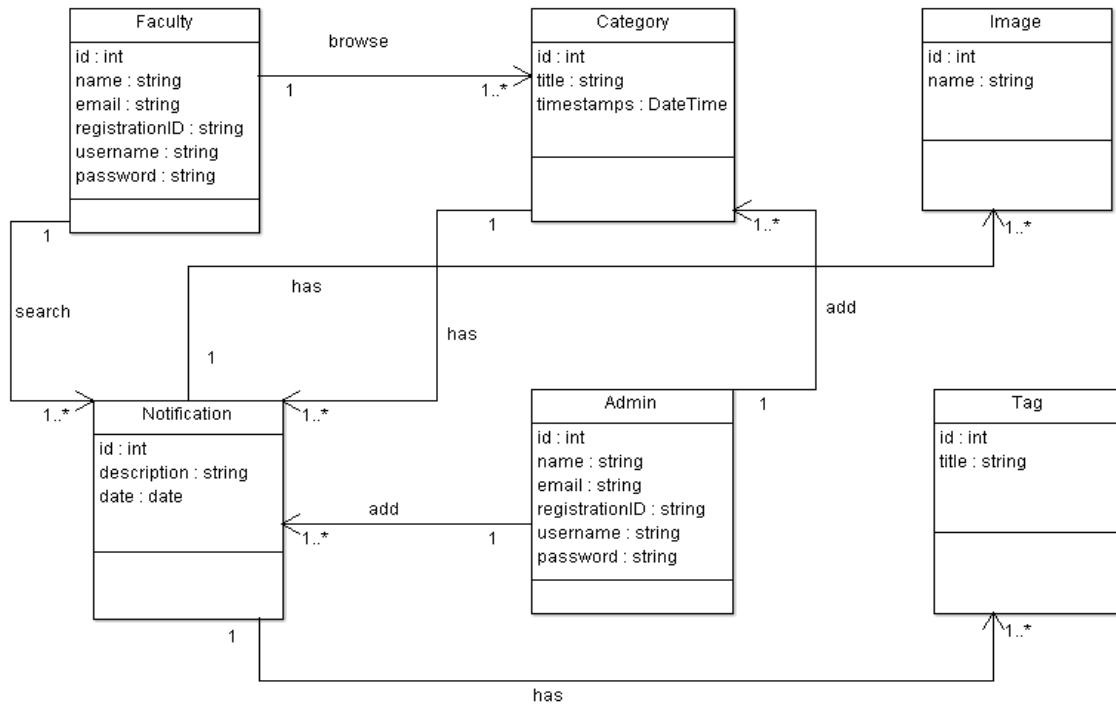 Faculty
id : int
name : string
email : string
registrationID : string
username : string
password : string
browse
1
1..*
Category
id : int
title : string
timestamps : DateTime
Image
id : int
name : string
1
search
1..*
1
has
1..*
1
has
1..*
1..*
add
1
Notification
id : int
description : string
date : date
add
1..*
1
Admin
id : int
name : string
email : string
registrationID : string
username : string
password : string
Tag
id : int
title : string
1
has
1..*